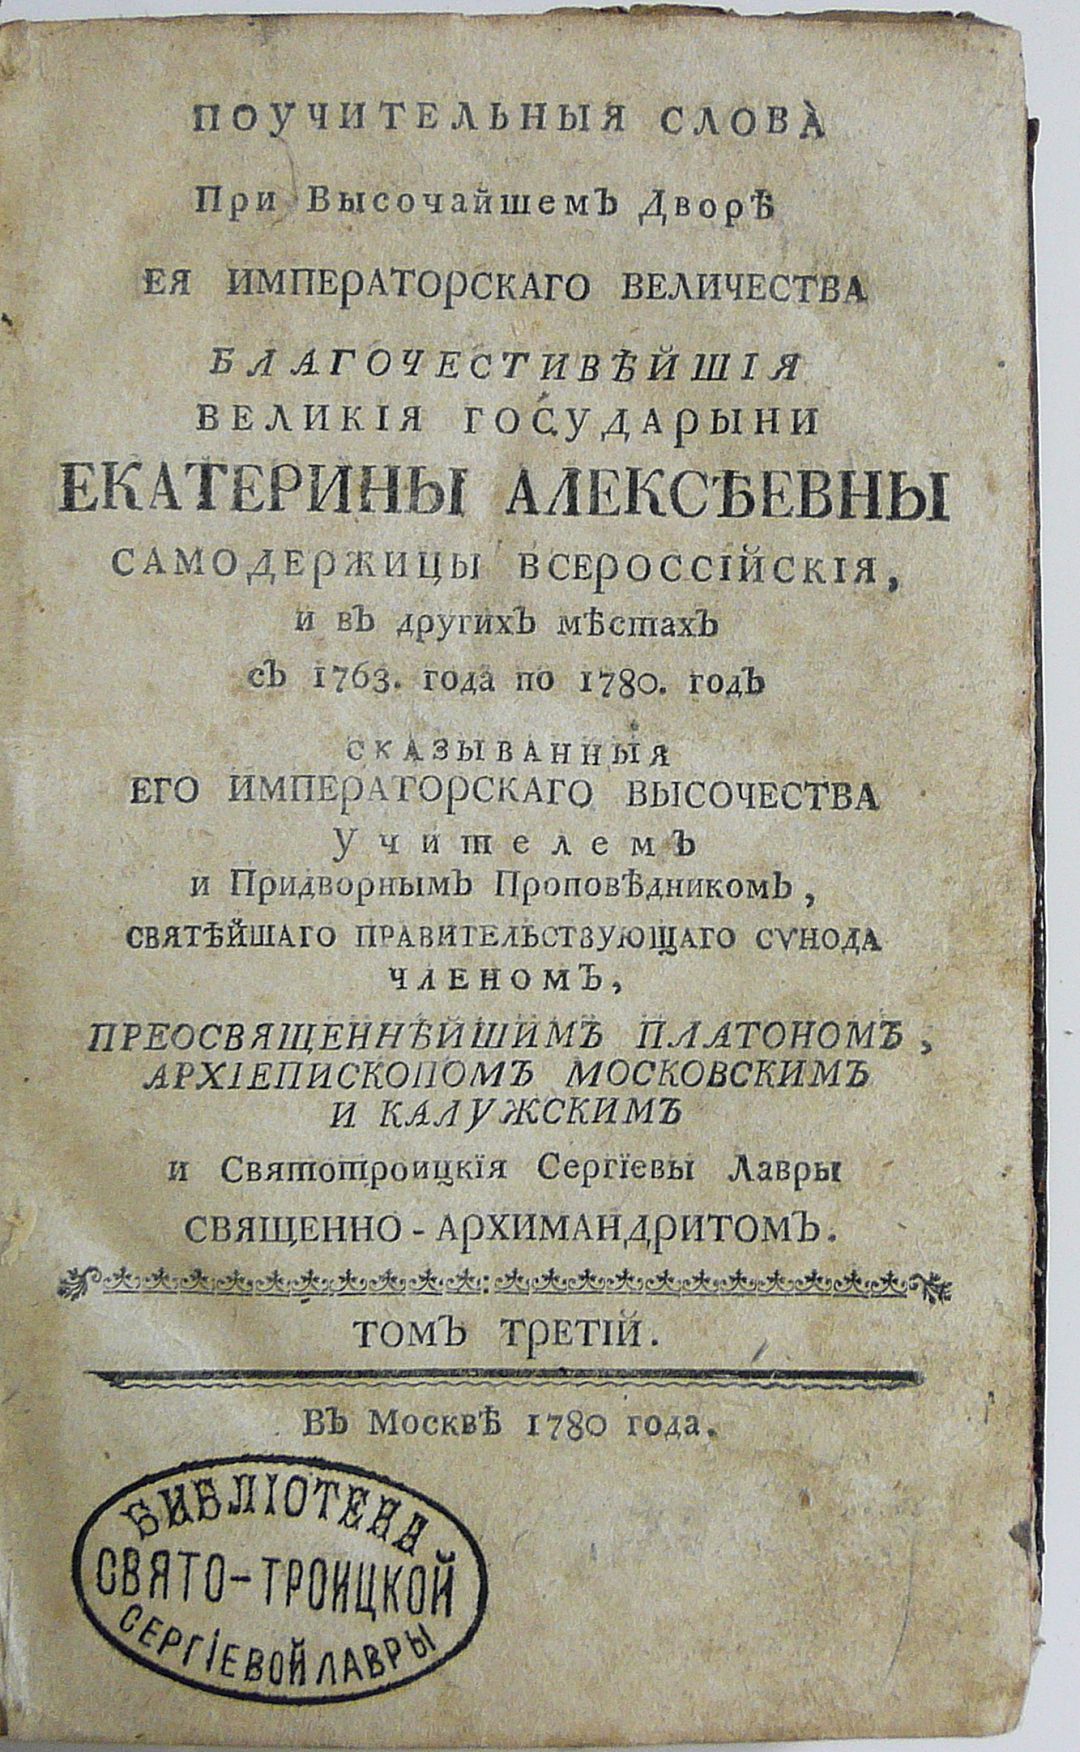 ПОУЧИТЕЛЬНЫЯ СЛОВА̀
При Высочайшемъ Дворѣ
ЕЯ ИМПЕРАТОРСКАГО ВЕЛИЧЕСТВА
БЛАГОЧЕСТИВѢЙШІЯ
ВЕЛИКІЯ ГОСУДАРЫНИ
ЕКАТЕРИНЫ АЛЕКСѢЕВНЫ
САМОДЕРЖИЦЫ ВСЕРОССІЙСКІЯ,
и въ другихъ мѣстахъ
съ 1763. года по 1780. годъ
СКАЗЫВАННЫЯ
ЕГО ИМПЕРАТОРСКАГО ВЫСОЧЕСТВА
Учителемъ
и Придворнымъ Проповѣдникомъ,
СВЯТѢЙШАГО ПРАВИТЕЛЬСТВУЮЩАГО СѴНОДА
ЧЛЕНОМЪ,
ПРЕОСВЯЩЕННѢЙШИМЪ ПЛАТОНОМЪ,
АРХІЕПИСКОПОМЪ МОСКОВСКИМЪ
И КАЛУЖСКИМЪ
и Святотроицкія Сергїевы Лавры
СВЯЩЕННО-АРХИМАНДРИТОМЪ.
ТОМЪ ТРЕТІЙ.
Въ Москвѣ 1780 года.
БИБЛІОТЕКА
СВЯТО-ТРОИЦКОЙ
СЕРГІЕВОЙ ЛАВРЫ